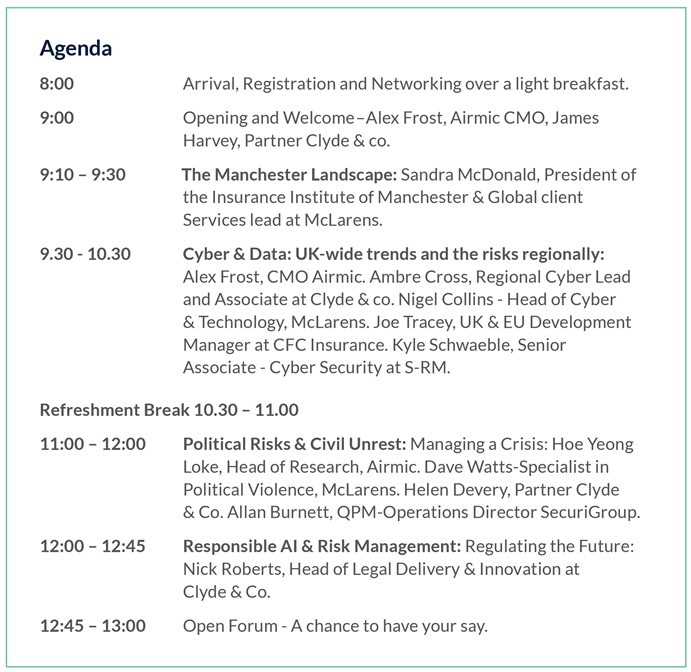 Agenda
8:00 Arrival, Registration and Networking over a light breakfast.
9:00 Opening and Welcome–Alex Frost, Airmic CMO, James
Harvey, Partner Clyde & co.
9:10 – 9:30 The Manchester Landscape: Sandra McDonald, President of
the Insurance Institute of Manchester & Global client
Services lead at McLarens.
9.30 - 10.30 Cyber & Data: UK-wide trends and the risks regionally:
Alex Frost, CMO Airmic. Ambre Cross, Regional Cyber Lead
and Associate at Clyde & co. Nigel Collins - Head of Cyber
& Technology, McLarens. Joe Tracey, UK & EU Development
Manager at CFC Insurance. Kyle Schwaeble, Senior
Associate - Cyber Security at S-RM.
Refreshment Break 10.30 – 11.00
11:00 – 12:00 Political Risks & Civil Unrest: Managing a Crisis: Hoe Yeong
Loke, Head of Research, Airmic. Dave Watts-Specialist in
Political Violence, McLarens. Helen Devery, Partner Clyde
& Co. Allan Burnett, QPM-Operations Director SecuriGroup.
12:00 – 12:45 Responsible AI & Risk Management: Regulating the Future:
Nick Roberts, Head of Legal Delivery & Innovation at
Clyde & Co.
12:45 – 13:00 Open Forum - A chance to have your say.